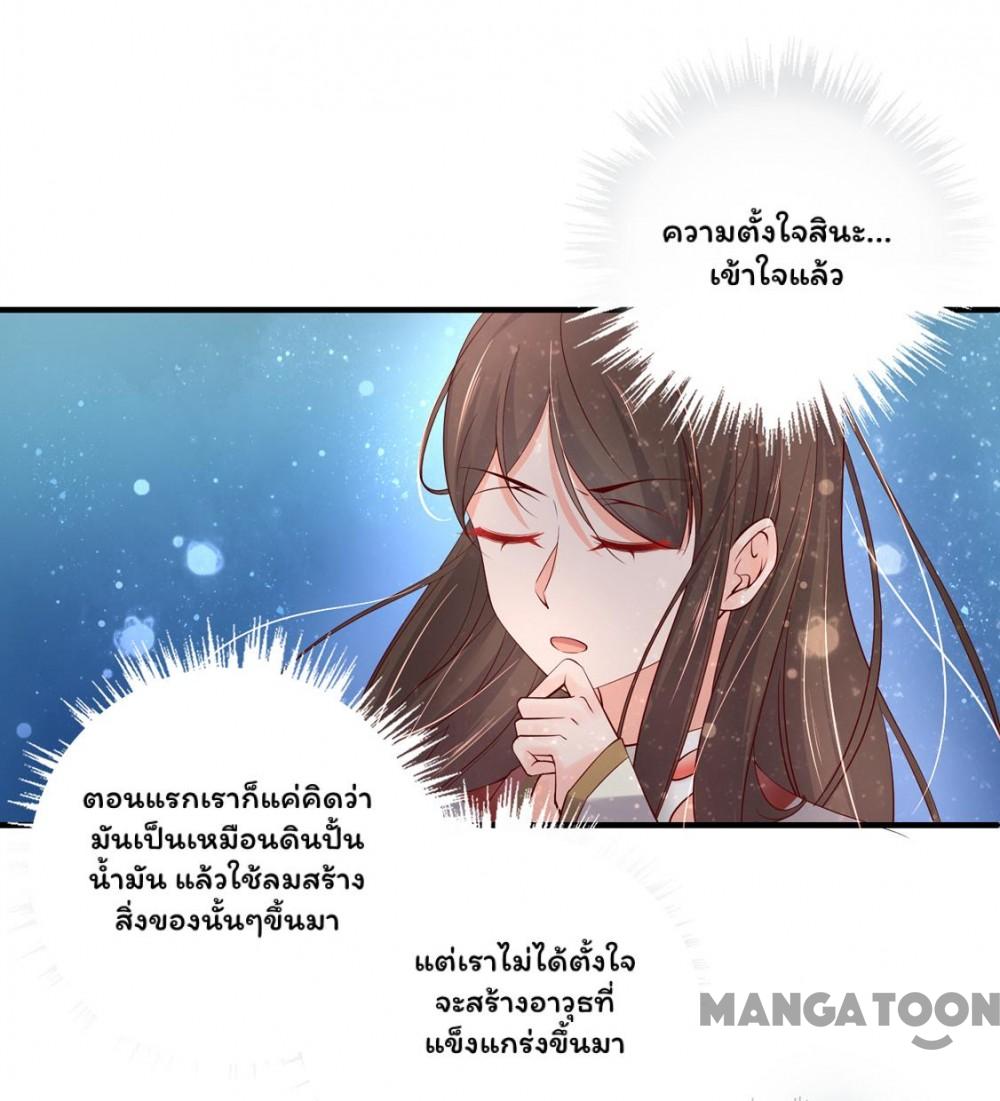 ความตั้งใจสินะ...
เข้าใจแล้ว
ตอนแรกเราก็แค่คิดว่า
มันเป็นเหมือนดินปั้น
น้ำมัน แล้วใช้ลมสร้าง
สิ่งของนั้นๆขึ้นมา
แต่เราไม่ได้ตั้งใจ
จะสร้างอาวุธที่
แข็งแกร่งขึ้นมา
MANGATOON